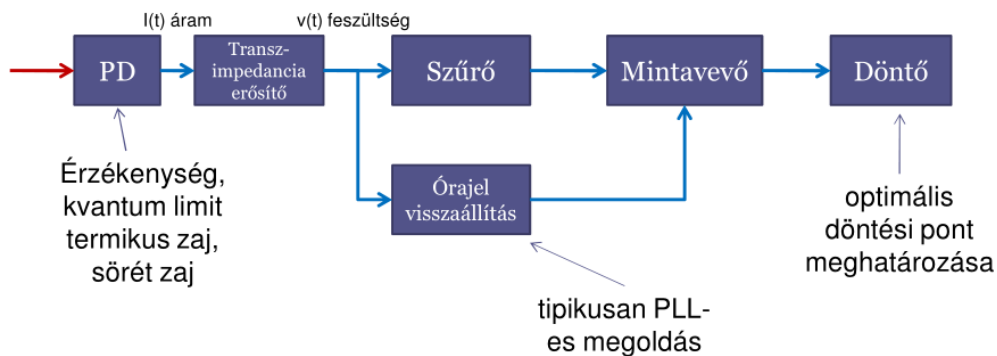 I(t) áram
v(t) feszültség
PD
Transz-
impedancia
erősítő
Szűrő
Mintavevő
Döntő
Érzékenység,
kvantum limit
termikus zaj,
sörét zaj
Órajel
visszaállítás
optimális
döntési pont
meghatározása
tipikusan PLL-
es megoldás